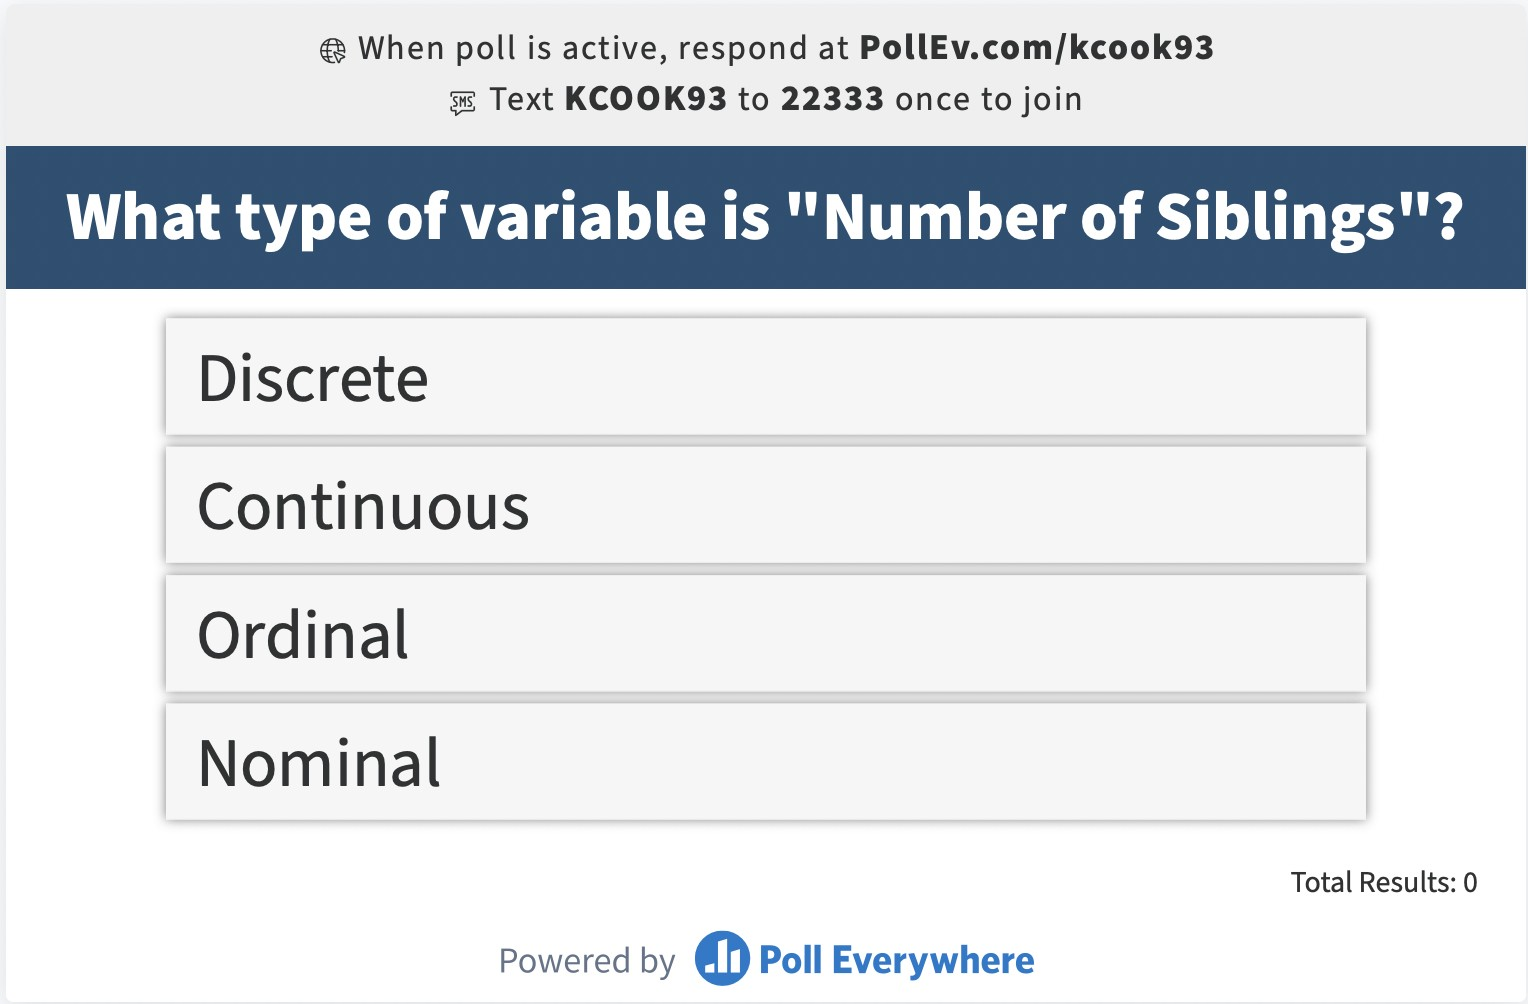 When poll is active, respond at PollEv.com/kcook93
SMS Text KCOOK93 to 22333 once to join
What type of variable is "Number of Siblings"?
Discrete
Continuous
Ordinal
Nominal
Total Results: 0
Powered by Poll Everywhere